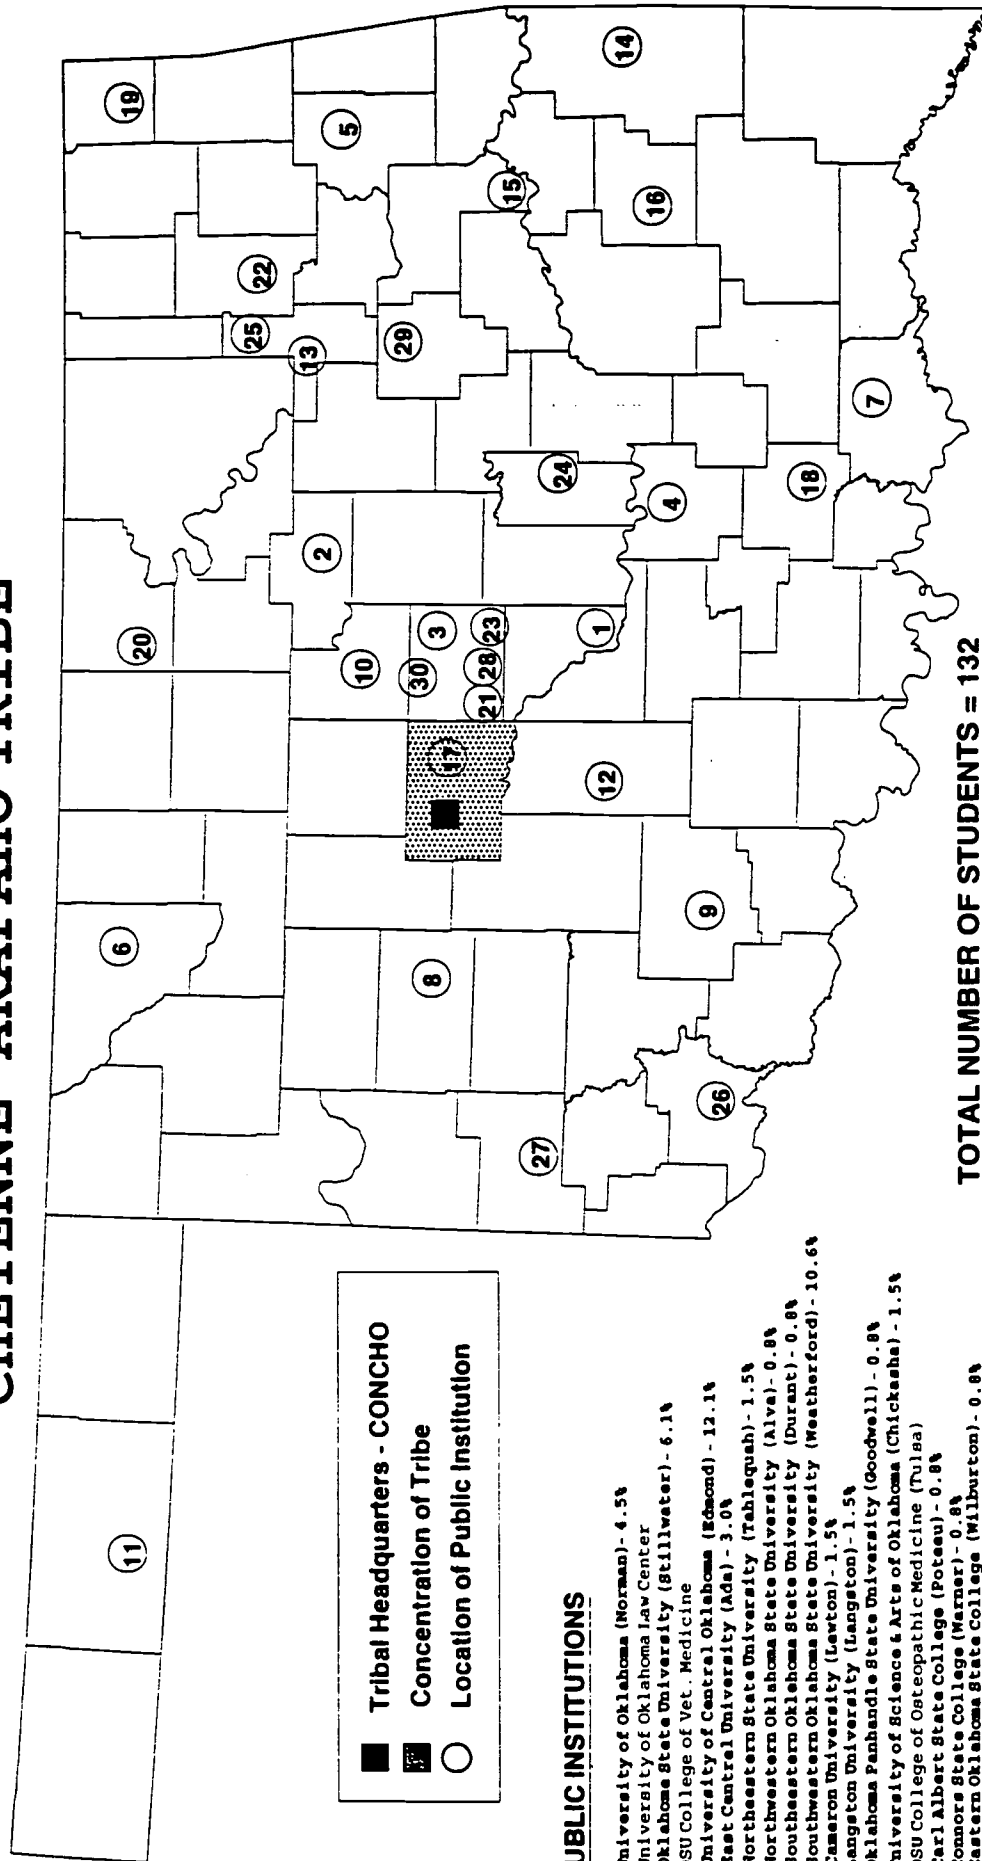 CHEYENNE-ARAPAHO TRIBE
11
6
20
19
27
26
8
9
17
12
10
30
3
21
28
23
1
2
24
4
18
7
25
13
22
29
5
15
16
14
Tribal Headquarters - CONCHO
Concentration of Tribe
Location of Public Institution
UBLIC INSTITUTIONS
niversity of Oklahoma (Norman) - 4.5%
niversity of Oklahoma Law Center
klahoma State University (Stillwater) - 6.1%
SU College of Vet. Medicine
niversity of Central Oklahoma (Edmond) - 12.1%
ast Central University (Ada) - 3.0%
ortheastern State University (Tahlequah) - 1.5%
orthwestern Oklahoma State University (Alva) - 0.8%
outheastern Oklahoma State University (Durant) - 0.8%
outhwestern Oklahoma State University (Weatherford) - 10.6%
ameron University (Lawton) - 1.5%
angston University (Langston) - 1.5%
klahoma Panhandle State University (Goodwell) - 0.8%
niversity of Science & Arts of Oklahoma (Chickasha) - 1.5%
SU College of Osteopathic Medicine (Tulsa)
arl Albert State College (Poteau) - 0.8%
onnors State College (Warner) - 0.8%
astern Oklahoma State College (Wilburton) - 0.8%
TOTAL NUMBER OF STUDENTS = 132